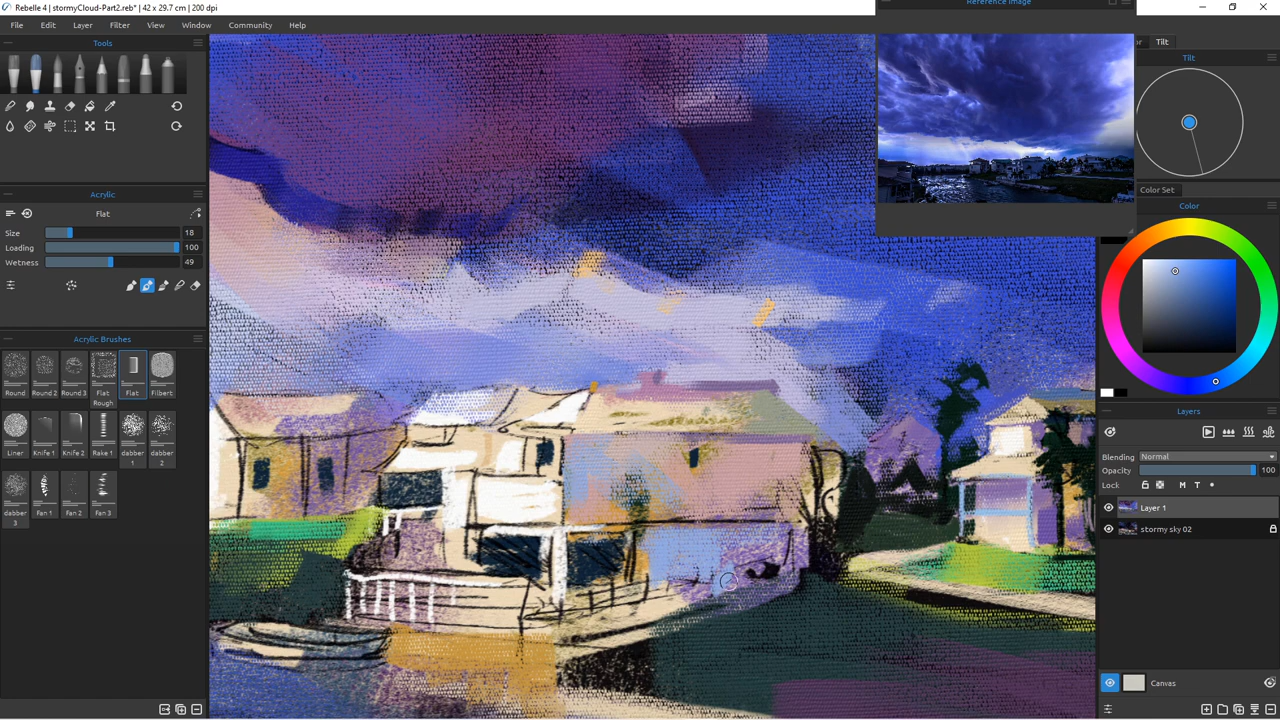 Rebelle 4 | stormyCloud-Part2.reb* | 42 x 29.7 cm | 200 dpi
File Edit Layer Filter View Window Community Help
Reference Image
Tools
Tilt
Tilt
Acrylic
Flat
Size 18
Loading 100
Wetness 49
Color Set
Color
Acrylic Brushes
Round Round 2 Round 3 Flat Rough Flat Filbert
Liner Knife 1 Knife 2 Rake 1 dabber 1 dabber 2
dabber 3 Fan 1 Fan 2 Fan 3
Layers
Blending Normal
Opacity 100
Lock M T
Layer 1
stormy sky 02
Canvas